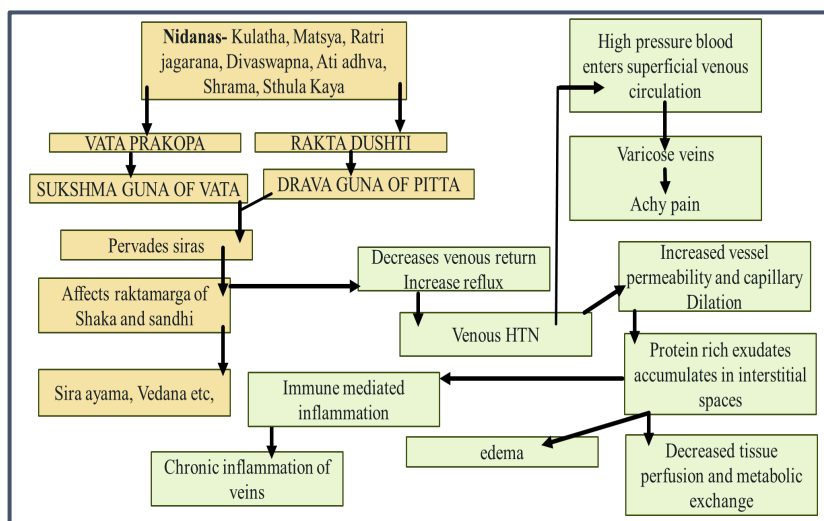 Nidanas- Kulatha, Matsya, Ratri
jagarana, Divaswapna, Ati adhva,
Shrama, Sthula Kaya
VATA PRAKOPA
RAKTA DUSHTI
SUKSHMA GUNA OF VATA
DRAVA GUNA OF PITTA
Pervades siras
Affects raktamarga of
Shaka and sandhi
Sira ayama, Vedana etc,
Decreases venous return
Increase reflux
Venous HTN
High pressure blood
enters superficial venous
circulation
Varicose veins
Achy pain
Increased vessel
permeability and capillary
Dilation
Protein rich exudates
accumulates in interstitial
spaces
Immune mediated
inflammation
Chronic inflammation of
veins
edema
Decreased tissue
perfusion and metabolic
exchange